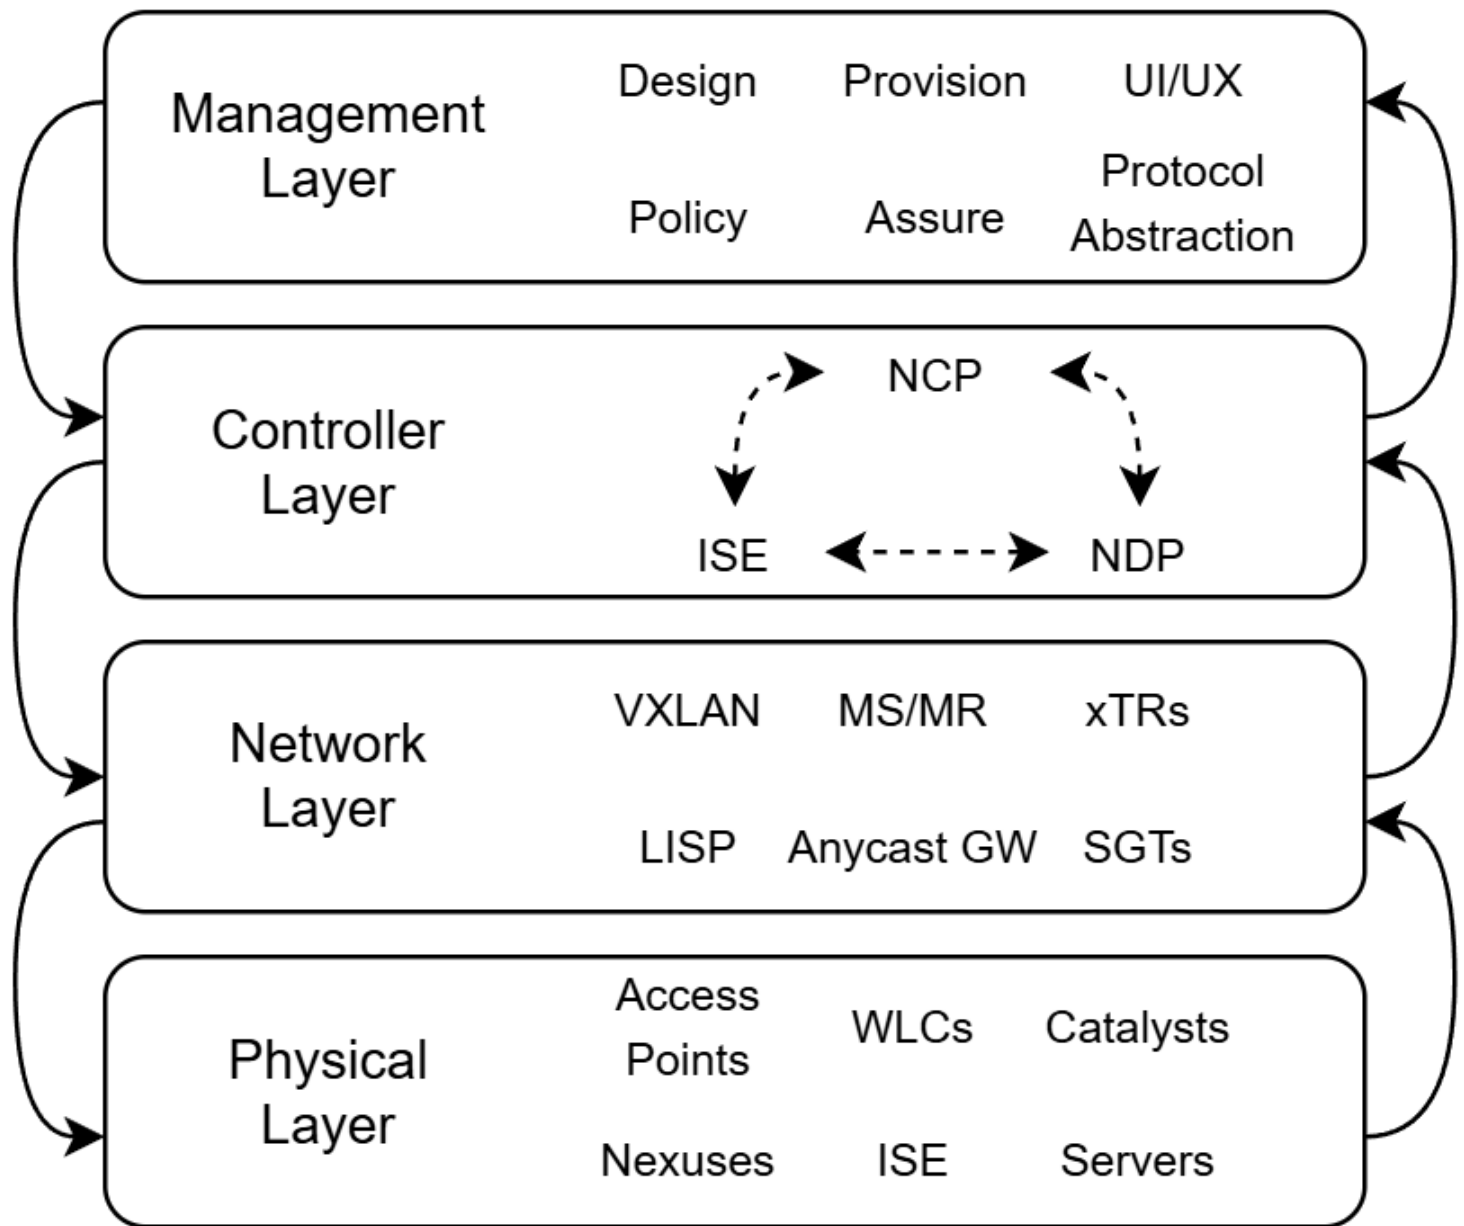 Management
Layer
Design
Provision
UI/UX
Policy
Assure
Protocol
Abstraction
Controller
Layer
NCP
ISE
NDP
Network
Layer
VXLAN
MS/MR
xTRs
LISP
Anycast GW
SGTs
Physical
Layer
Access
Points
WLCs
Catalysts
Nexuses
ISE
Servers